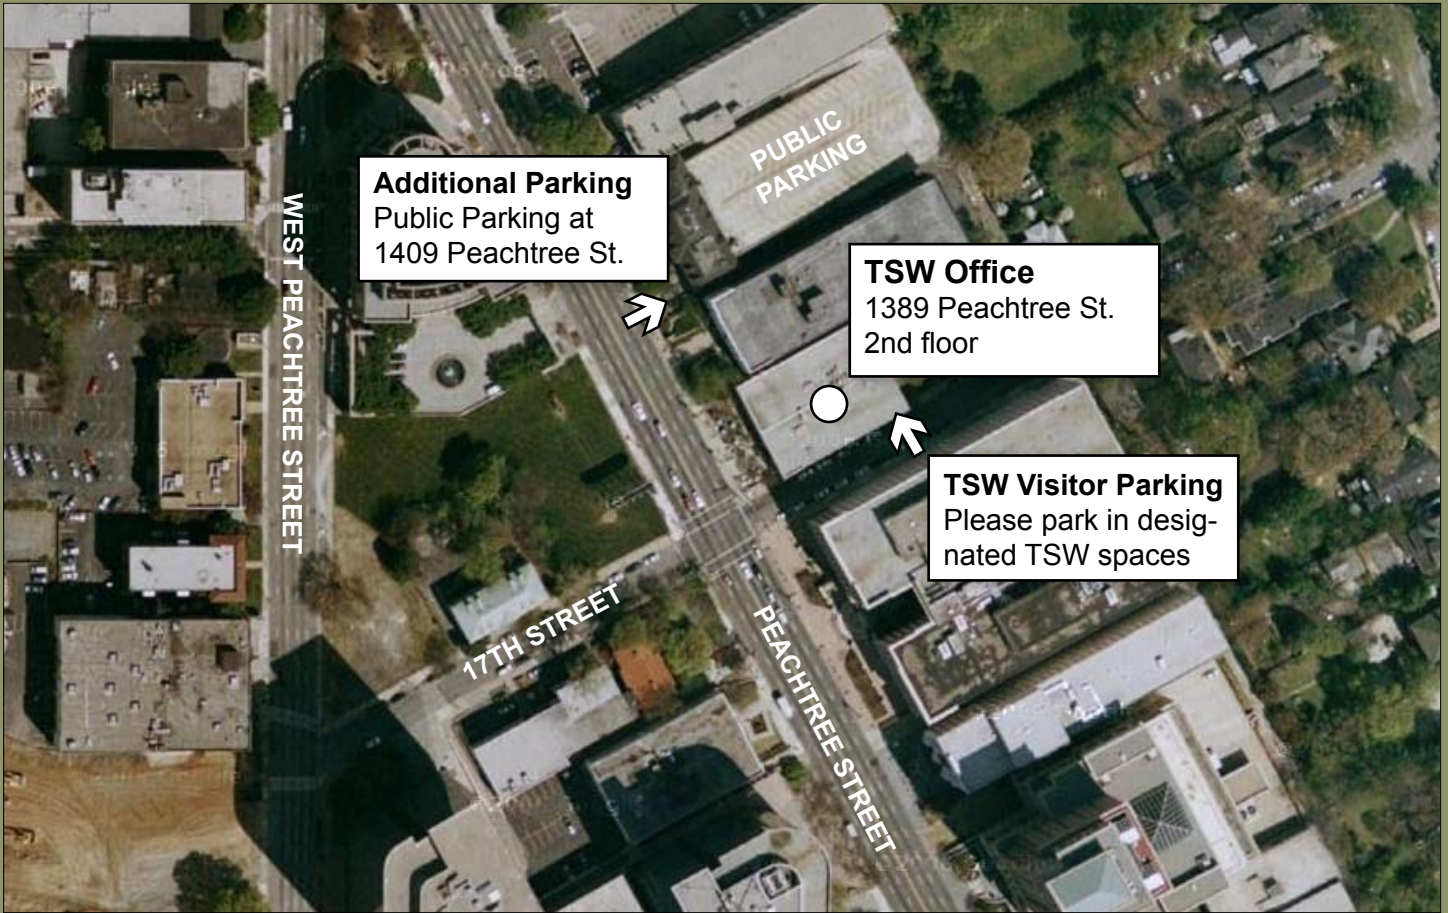 PUBLIC
PARKING
Additional Parking
Public Parking at
1409 Peachtree St.
WEST PEACHTREE STREET
TSW Office
1389 Peachtree St.
2nd floor
TSW Visitor Parking
Please park in desig-
nated TSW spaces
17TH STREET
PEACHTREE STREET